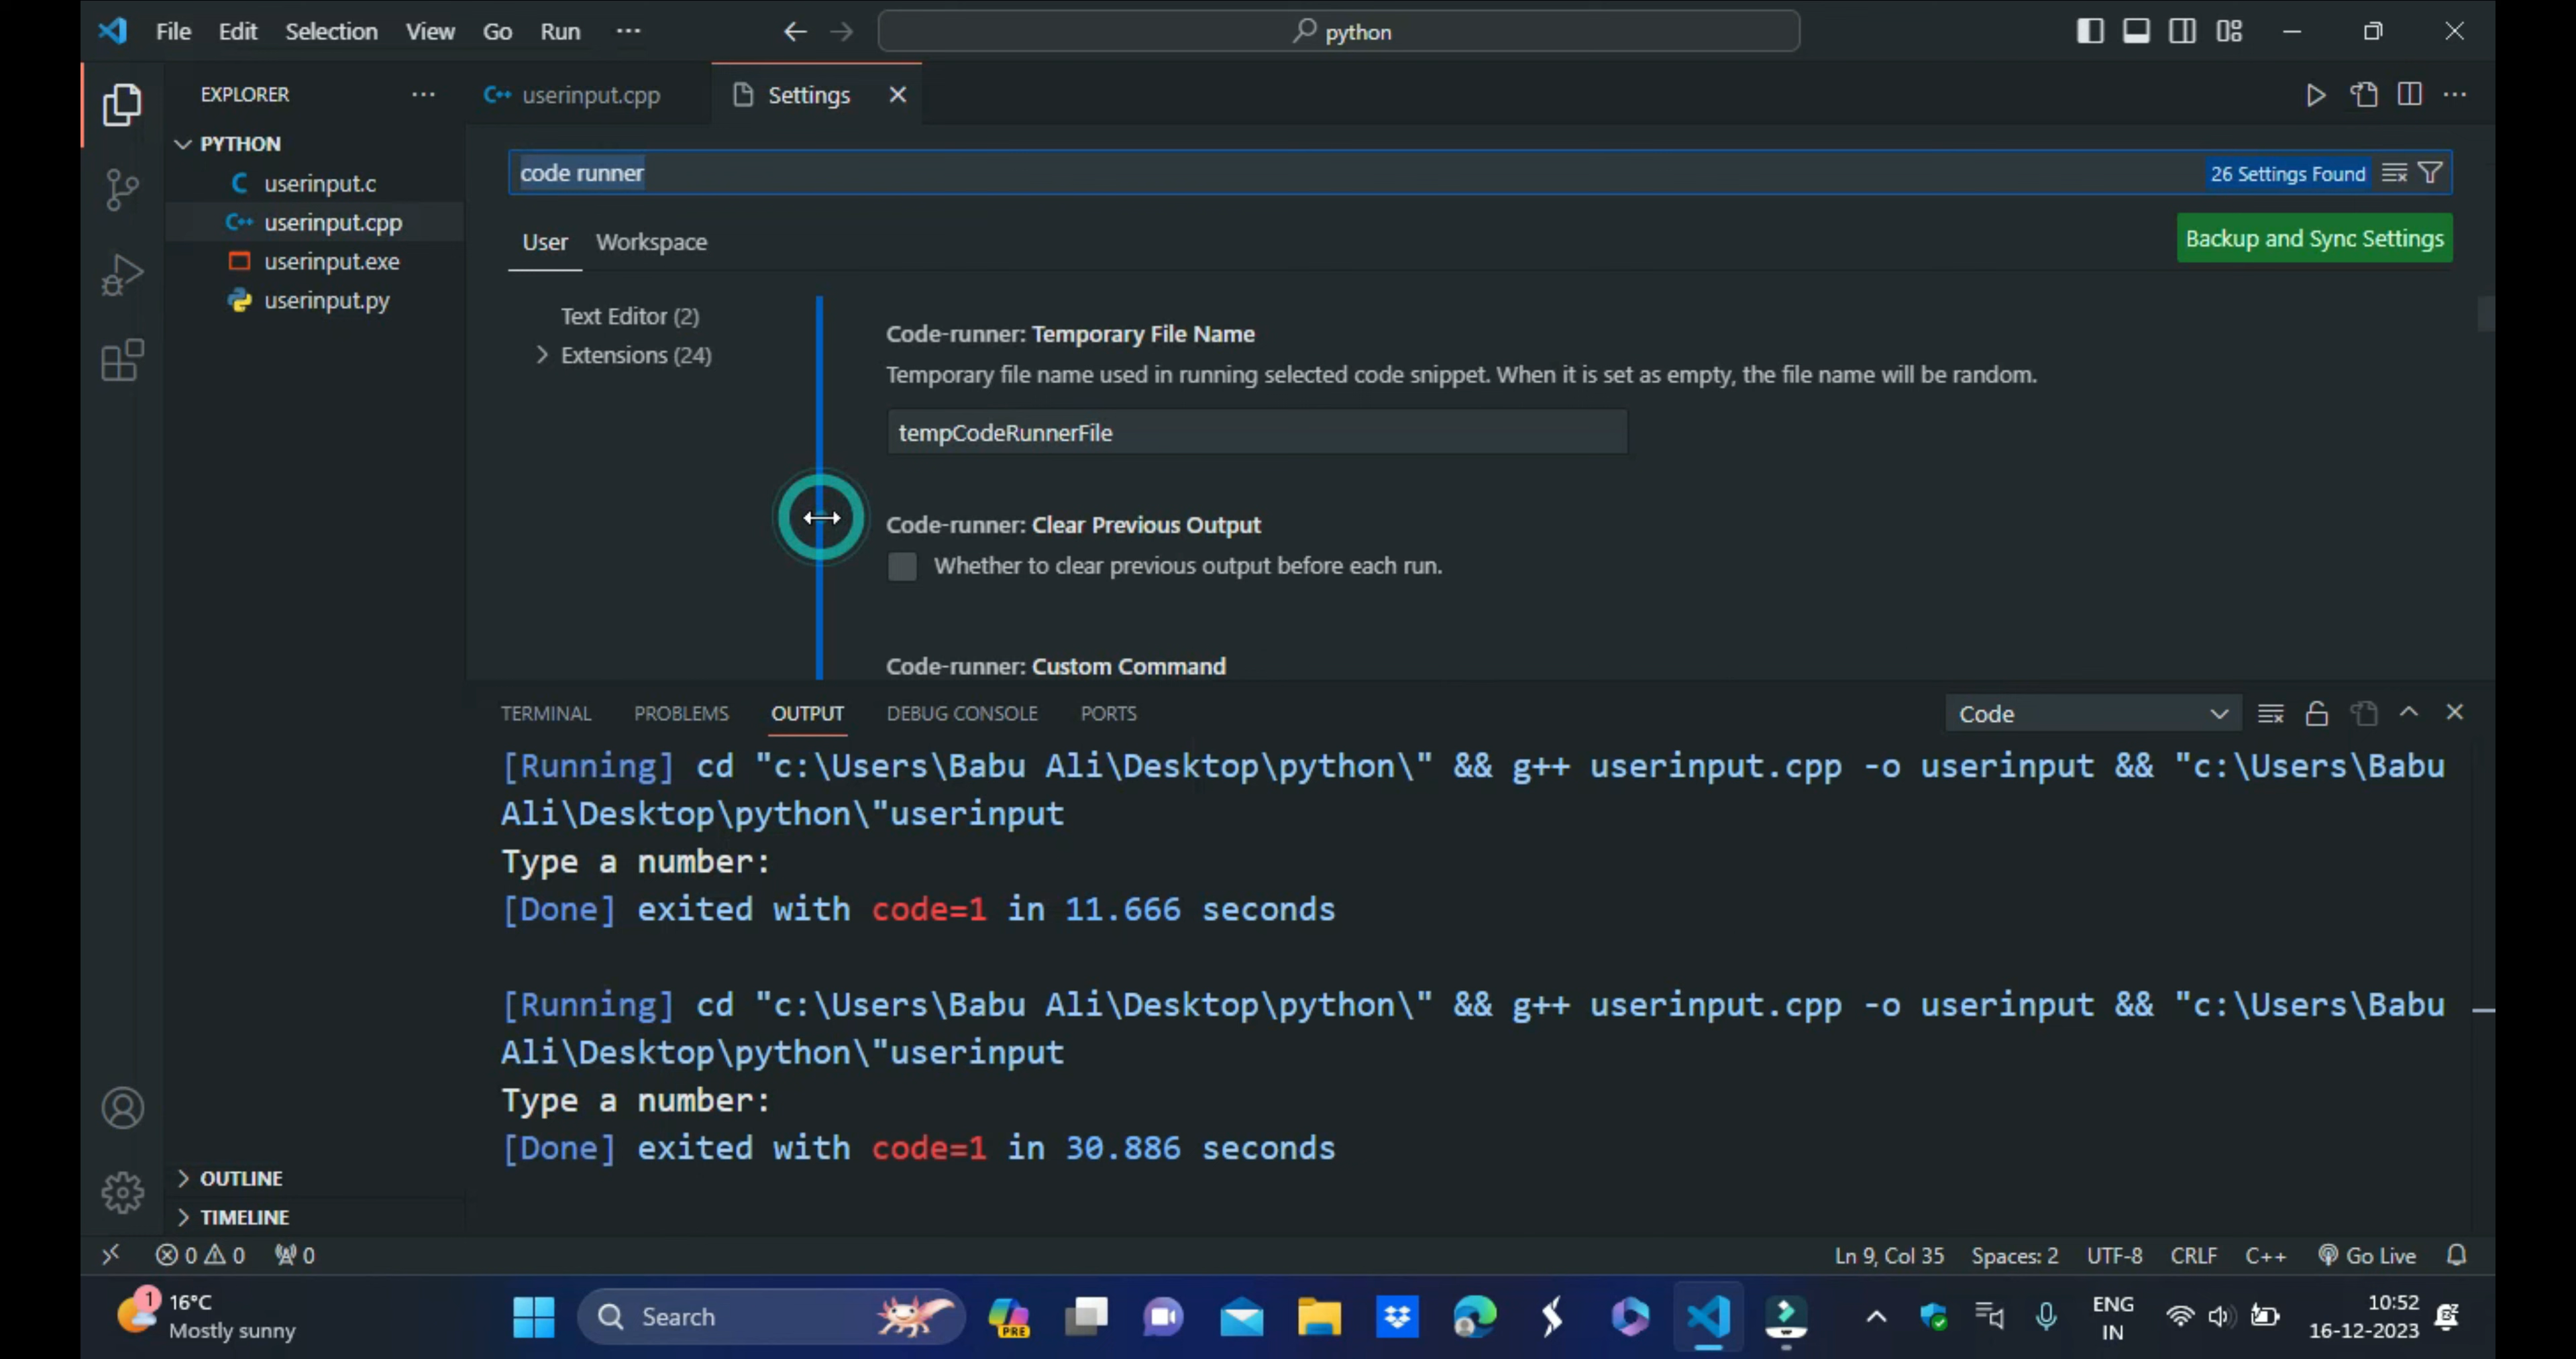 File Edit Selection View Go Run ··· python
EXPLORER ···
PYTHON
userinput.c
userinput.cpp
userinput.exe
userinput.py
OUTLINE
TIMELINE
userinput.cpp Settings
code runner 26 Settings Found
User Workspace Backup and Sync Settings
Text Editor (2)
Extensions (24)
Code-runner: Temporary File Name
Temporary file name used in running selected code snippet. When it is set as empty, the file name will be random.
tempCodeRunnerFile
Code-runner: Clear Previous Output
Whether to clear previous output before each run.
Code-runner: Custom Command
TERMINAL PROBLEMS OUTPUT DEBUG CONSOLE PORTS Code
[Running] cd "c:\Users\Babu Ali\Desktop\python\" && g++ userinput.cpp -o userinput && "c:\Users\Babu
Ali\Desktop\python\"userinput
Type a number:
[Done] exited with code=1 in 11.666 seconds
[Running] cd "c:\Users\Babu Ali\Desktop\python\" && g++ userinput.cpp -o userinput && "c:\Users\Babu
Ali\Desktop\python\"userinput
Type a number:
[Done] exited with code=1 in 30.886 seconds
0 0 0 Ln 9, Col 35 Spaces: 2 UTF-8 CRLF C++ Go Live
1 16°C
Mostly sunny
Search
PRE
ENG
IN
10:52
16-12-2023